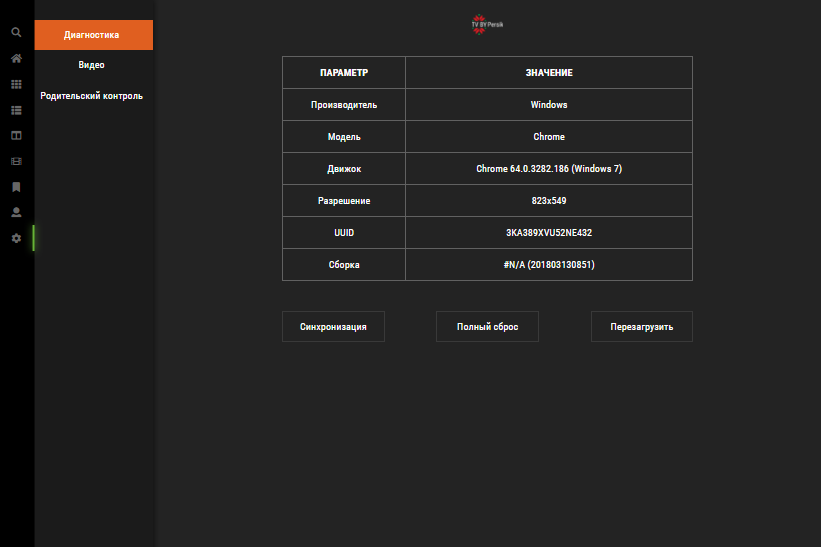 TV BY Persik
Диагностика
Видео
Родительский контроль
ПАРАМЕТР ЗНАЧЕНИЕ
Производитель Windows
Модель Chrome
Движок Chrome 64.0.3282.186 (Windows 7)
Разрешение 823x549
UUID 3KA389XVU52NE432
Сборка #N/A (201803130851)
Синхронизация Полный сброс Перезагрузить